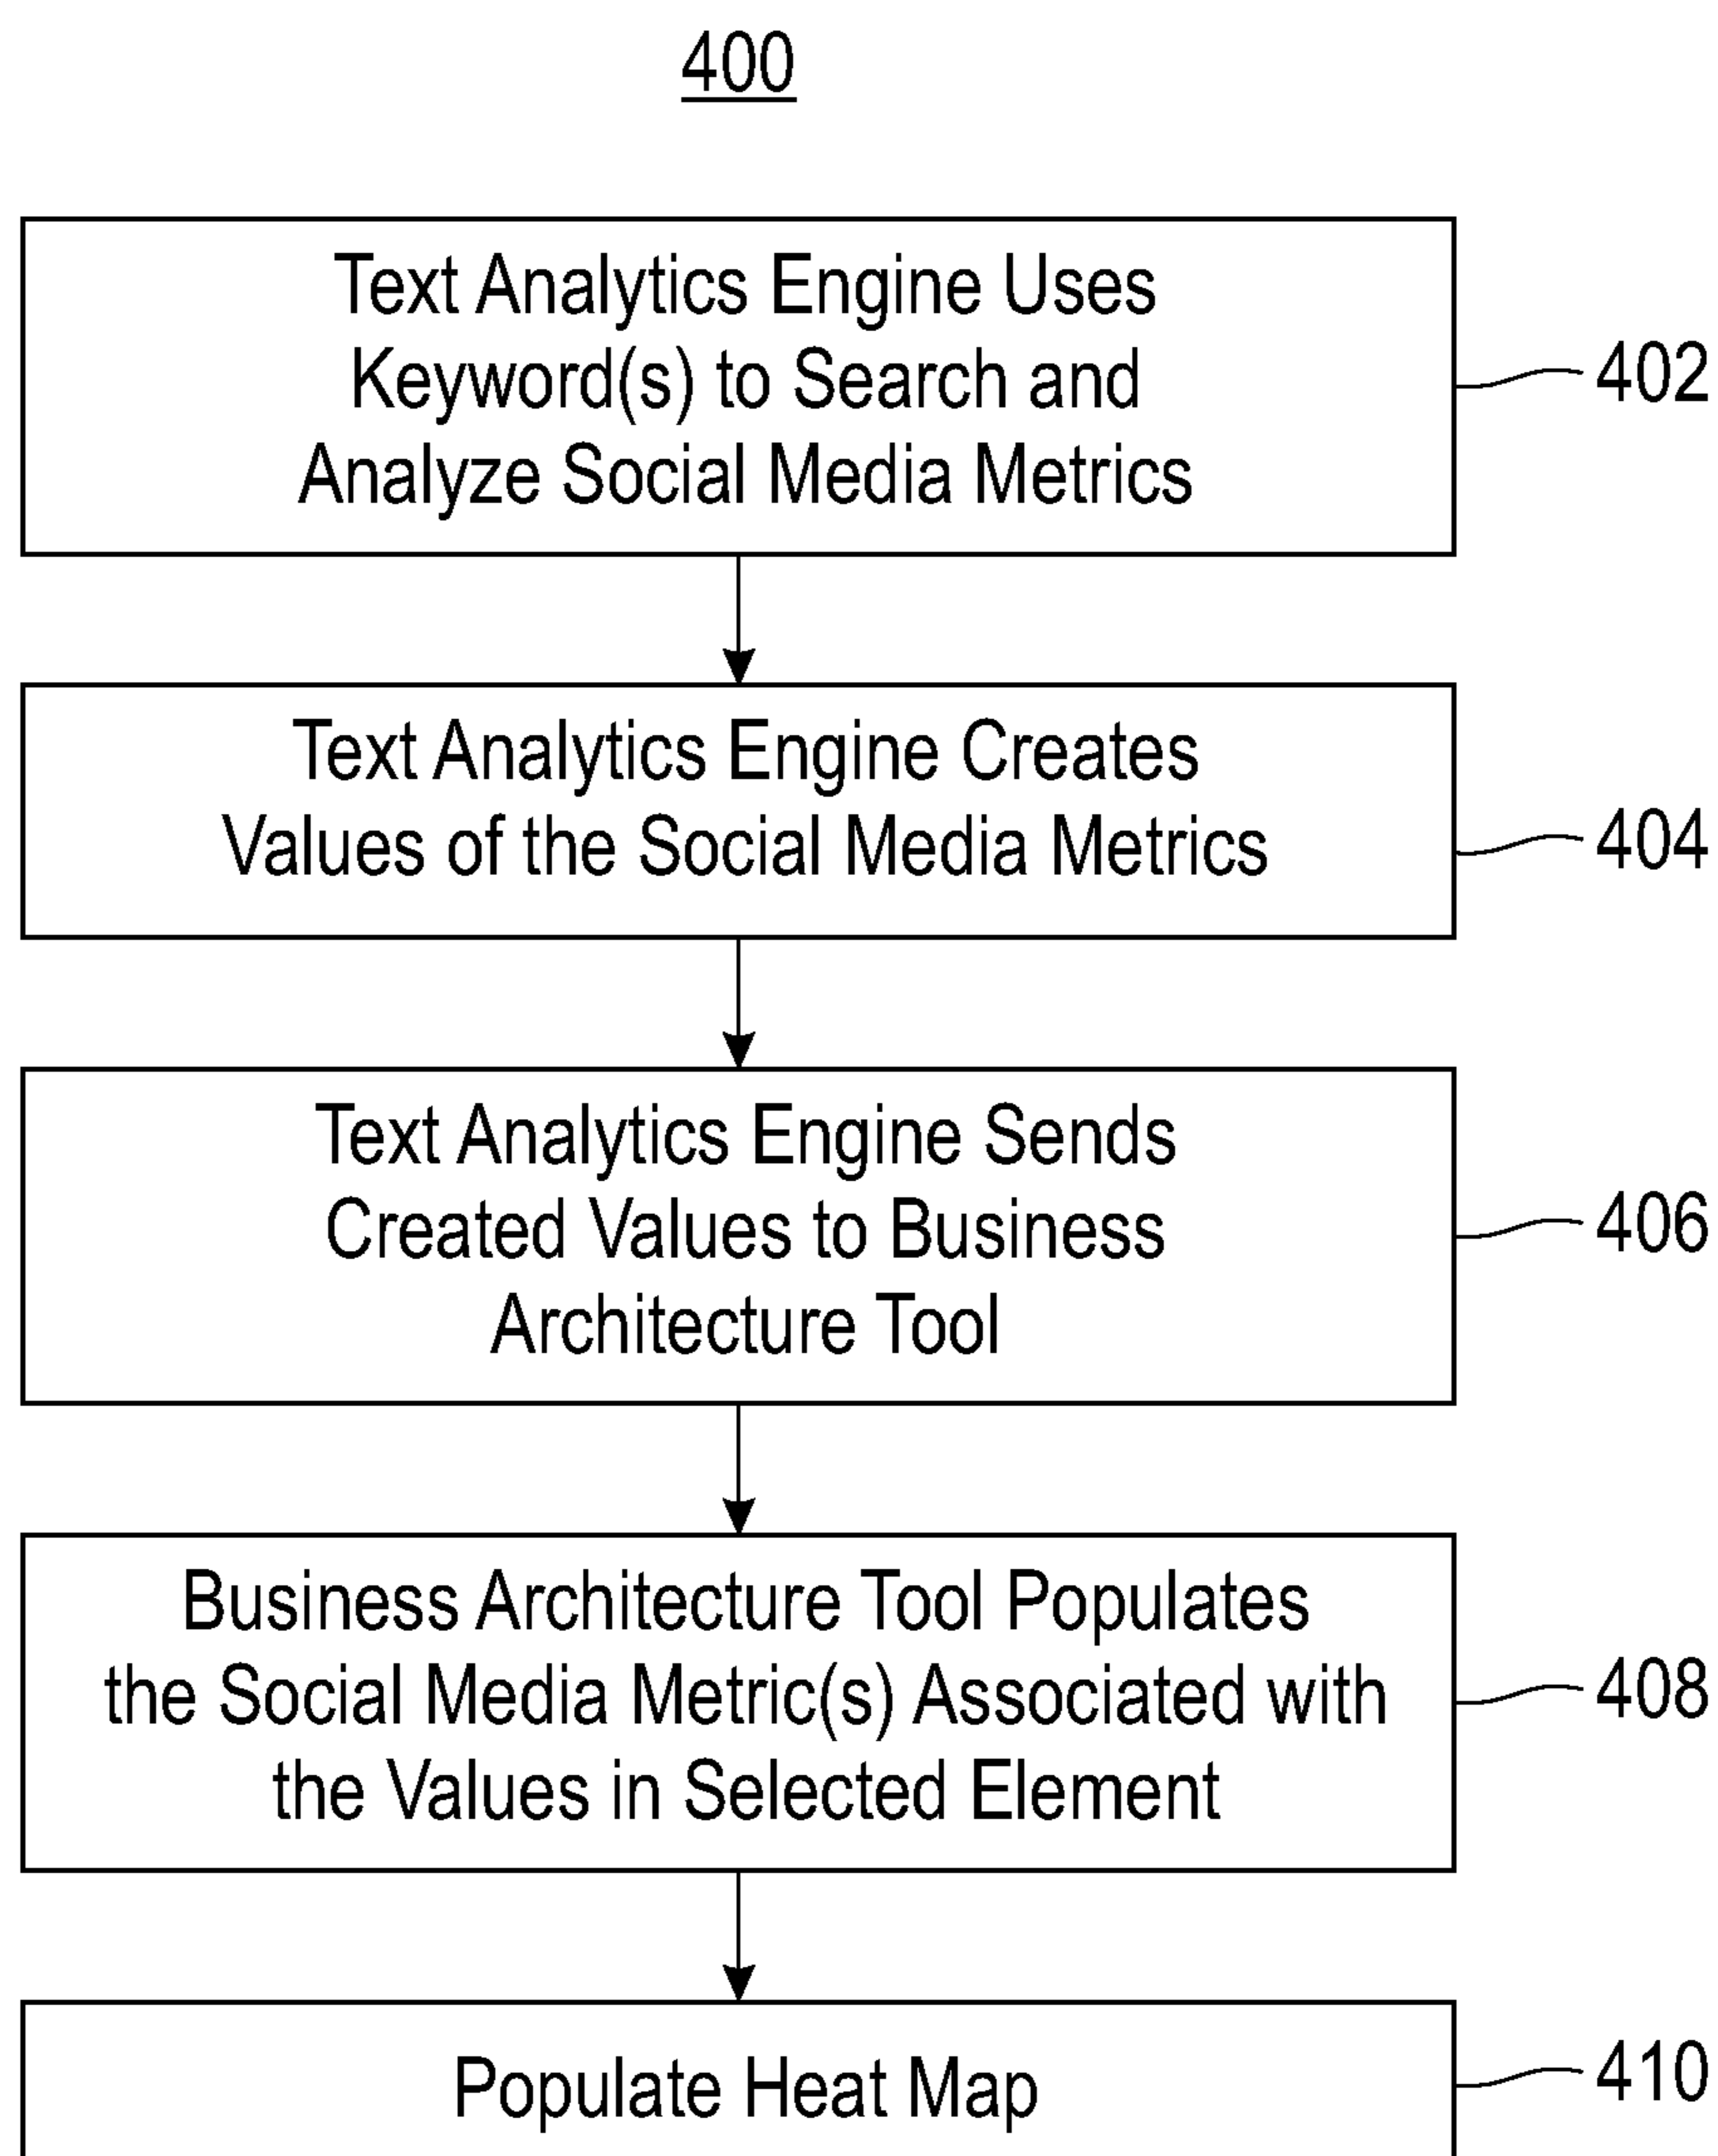 400
Text Analytics Engine Uses
Keyword(s) to Search and
Analyze Social Media Metrics
402
Text Analytics Engine Creates
Values of the Social Media Metrics
404
Text Analytics Engine Sends
Created Values to Business
Architecture Tool
406
Business Architecture Tool Populates
the Social Media Metric(s) Associated with
the Values in Selected Element
408
Populate Heat Map
410